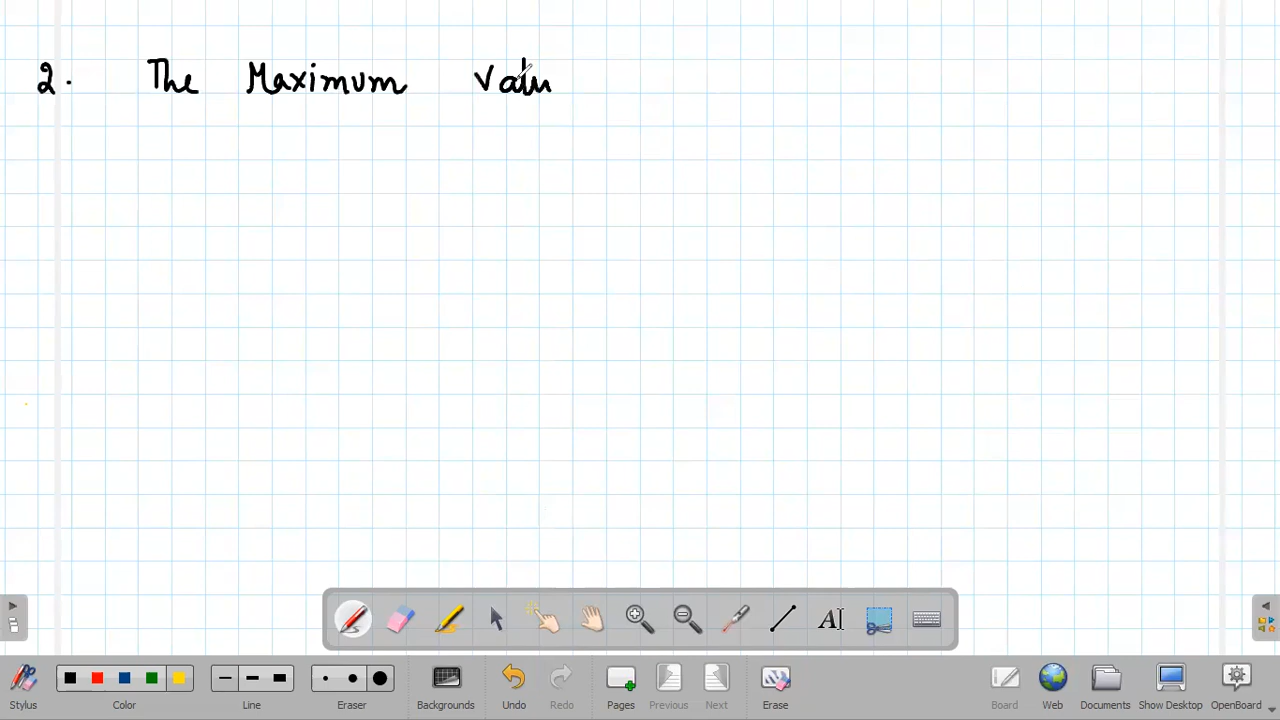 2. The Maximum Valu
Stylus
Color
Line
Eraser
Backgrounds
Undo
Redo
Pages
Previous
Next
Erase
Board
Web
Documents
Show Desktop
OpenBoard